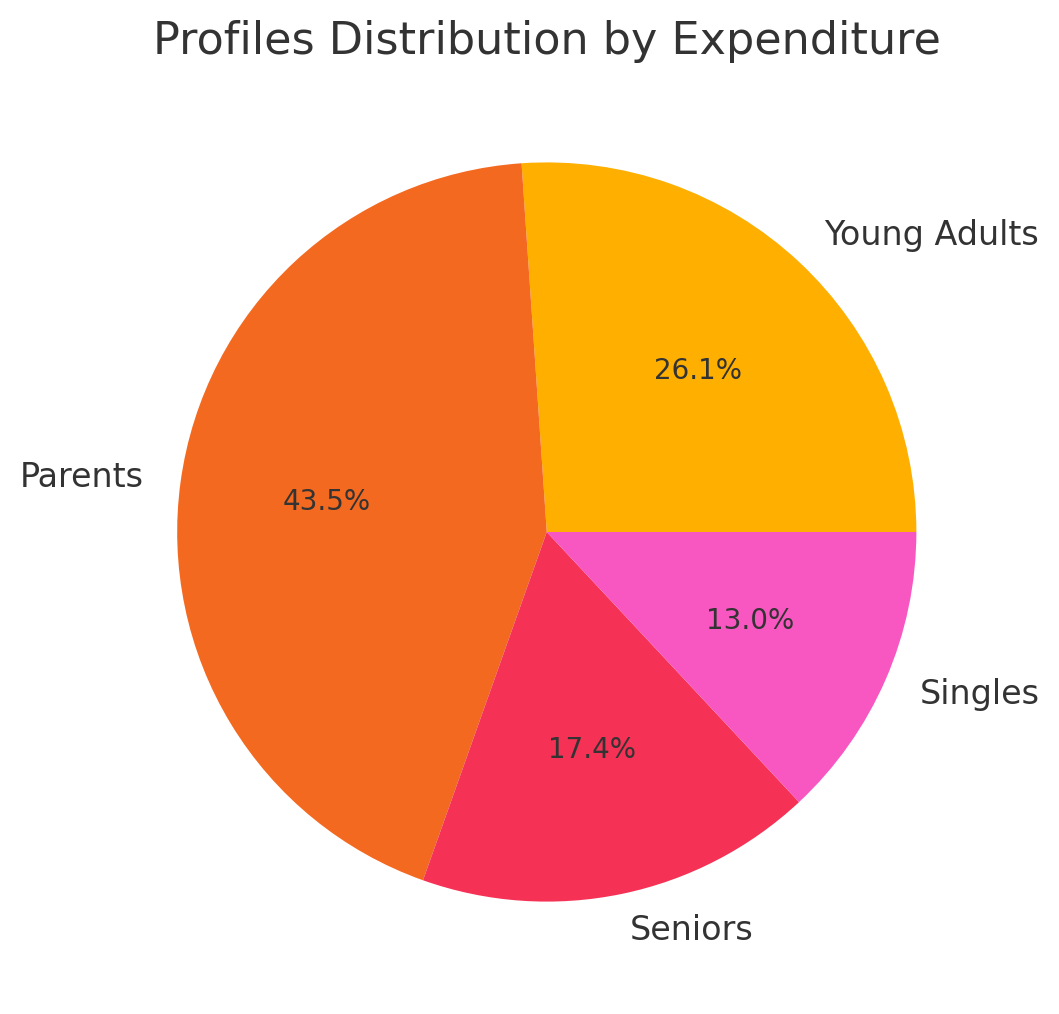 Profiles Distribution by Expenditure
Young Adults
26.1%
Parents
43.5%
13.0%
Singles
17.4%
Seniors